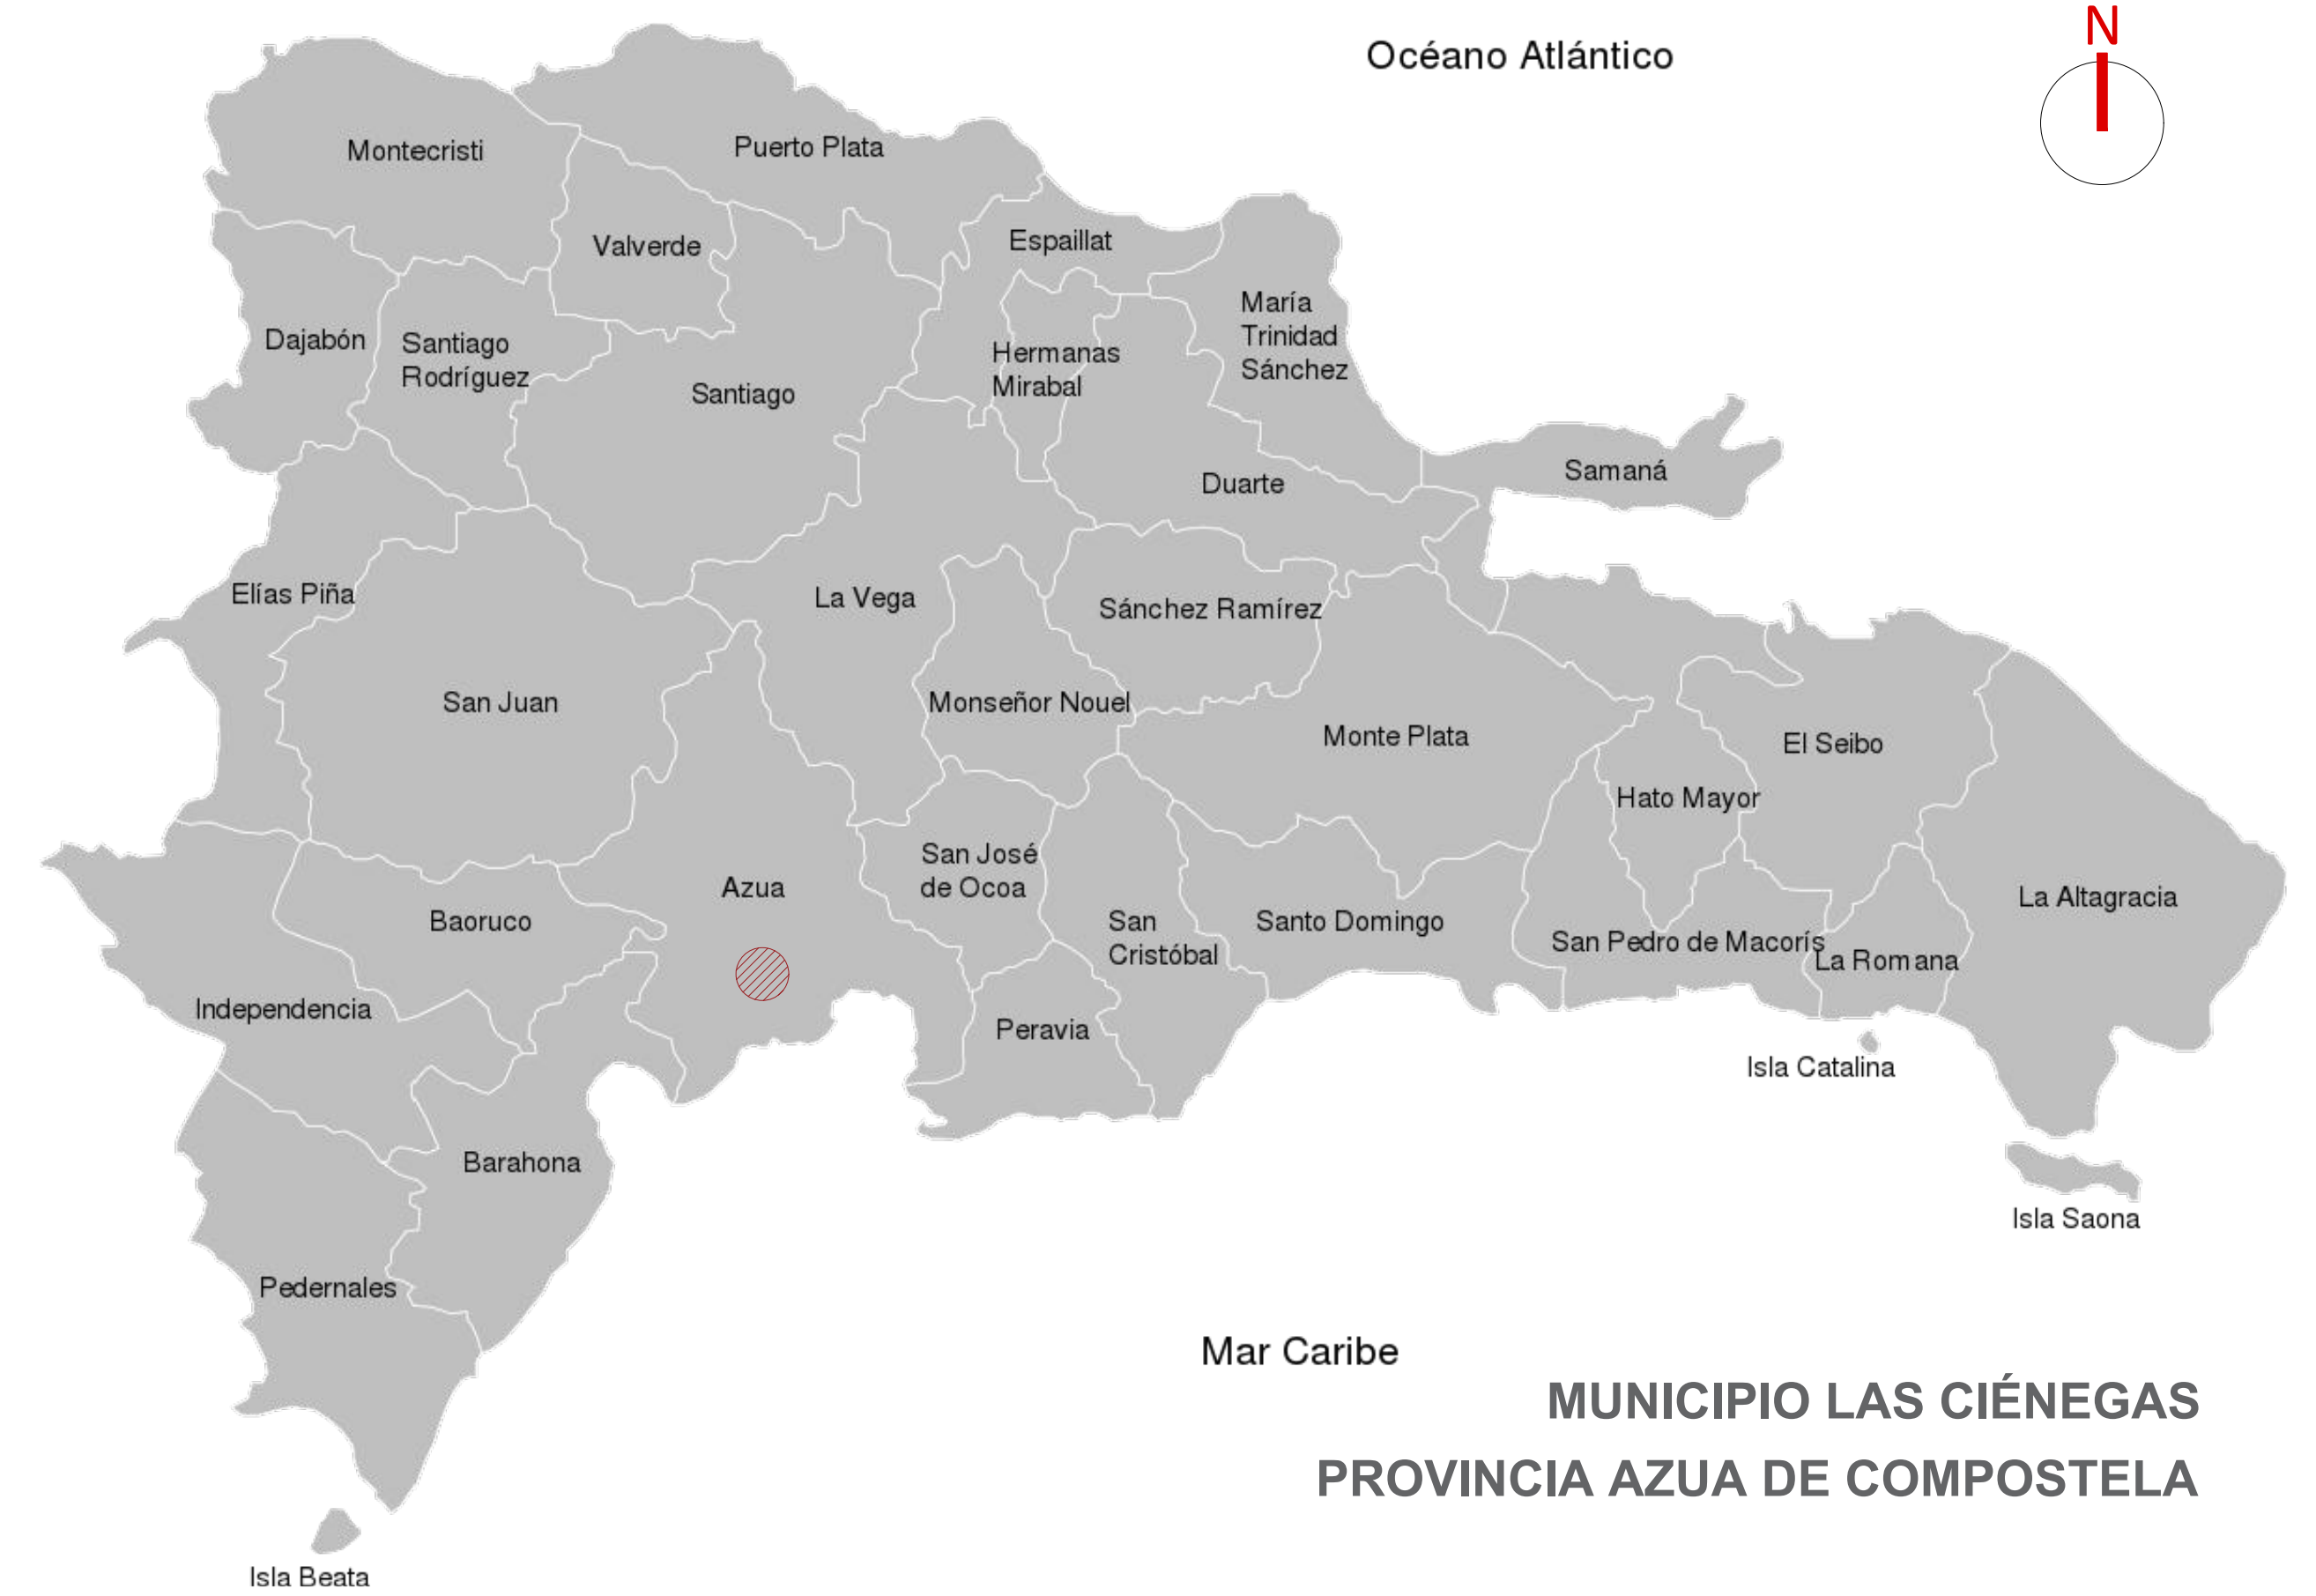 N
Océano Atlántico
Montecristi
Puerto Plata
Valverde
Espaillat
María
Trinidad
Sánchez
Dajabón
Santiago
Rodríguez
Santiago
Hermanas
Mirabal
Samaná
Duarte
Elías Piña
La Vega
Sánchez Ramírez
San Juan
Monseñor Nouel
Monte Plata
El Seibo
Hato Mayor
San José
de Ocoa
Azua
La Altagracia
Baoruco
San
Cristóbal
Santo Domingo
San Pedro de Macorís
La Romana
Independencia
Peravia
Isla Catalina
Barahona
Isla Saona
Pedernales
Mar Caribe
MUNICIPIO LAS CIÉNEGAS
PROVINCIA AZUA DE COMPOSTELA
Isla Beata